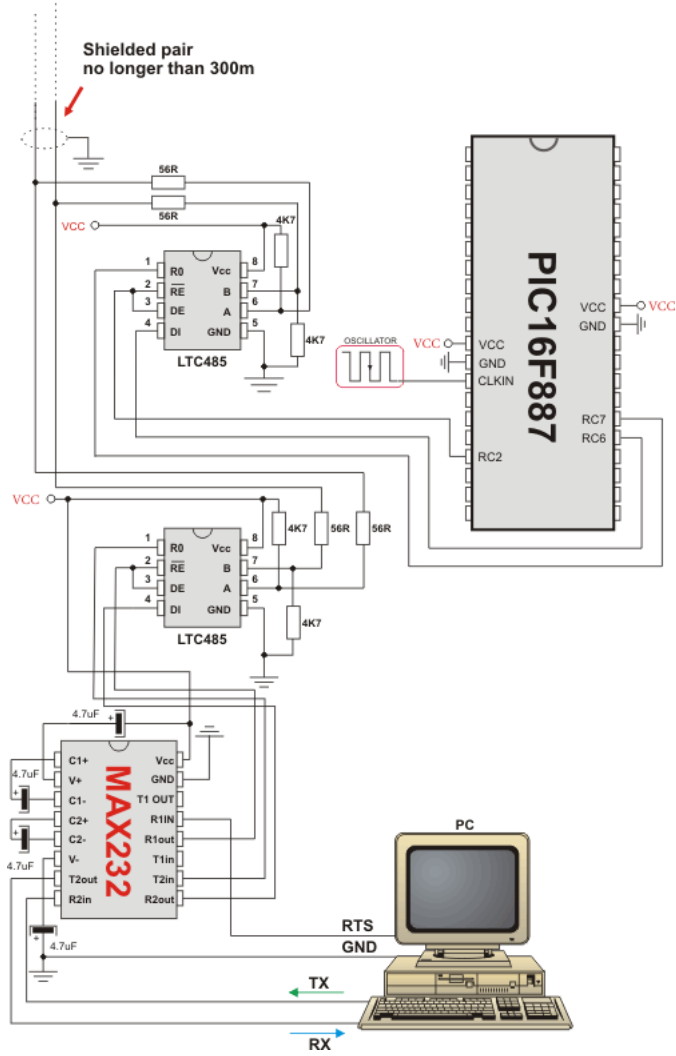 Shielded pair
no longer than 300m
56R
56R
VCC
4K7
1 R0 Vcc 8
2 RE B 7
3 DE A 6
4 DI GND 5
LTC485
4K7
PIC16F887
VCC
GND
VCC
OSCILLATOR
VCC
GND
CLKIN
RC7
RC6
RC2
VCC
4K7
56R
56R
1 R0 Vcc 8
2 RE B 7
3 DE A 6
4 DI GND 5
LTC485
4K7
4.7uF
+
MAX232
C1+ Vcc
4.7uF
V+ GND
+
C1- T1 OUT
C2+ R1IN
+
C2- R1out
4.7uF
V- T1in
T2out T2in
R2in R2out
+
4.7uF
PC
RTS
GND
TX
RX